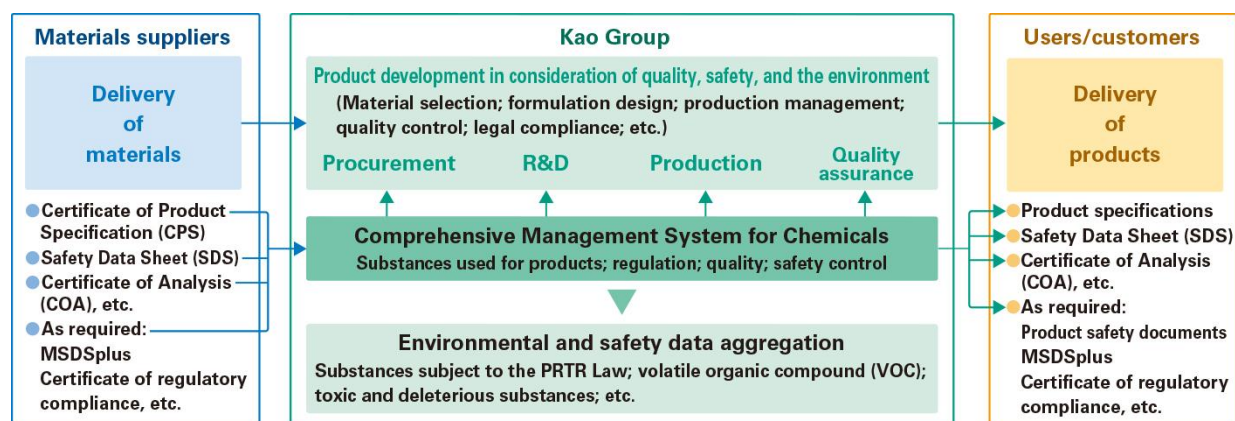 Materials suppliers
Delivery
of
materials
Certificate of Product
Specification (CPS)
Safety Data Sheet (SDS)
Certificate of Analysis
(COA), etc.
As required:
MSDSplus
Certificate of regulatory
compliance, etc.
Kao Group
Product development in consideration of quality, safety, and the environment
(Material selection; formulation design; production management;
quality control; legal compliance; etc.)
Procurement
R&D
Production
Quality
assurance
Comprehensive Management System for Chemicals
Substances used for products; regulation; quality; safety control
Environmental and safety data aggregation
Substances subject to the PRTR Law; volatile organic compound (VOC);
toxic and deleterious substances; etc.
Users/customers
Delivery
of
products
Product specifications
Safety Data Sheet (SDS)
Certificate of Analysis
(COA), etc.
As required:
Product safety documents
MSDSplus
Certificate of regulatory
compliance, etc.